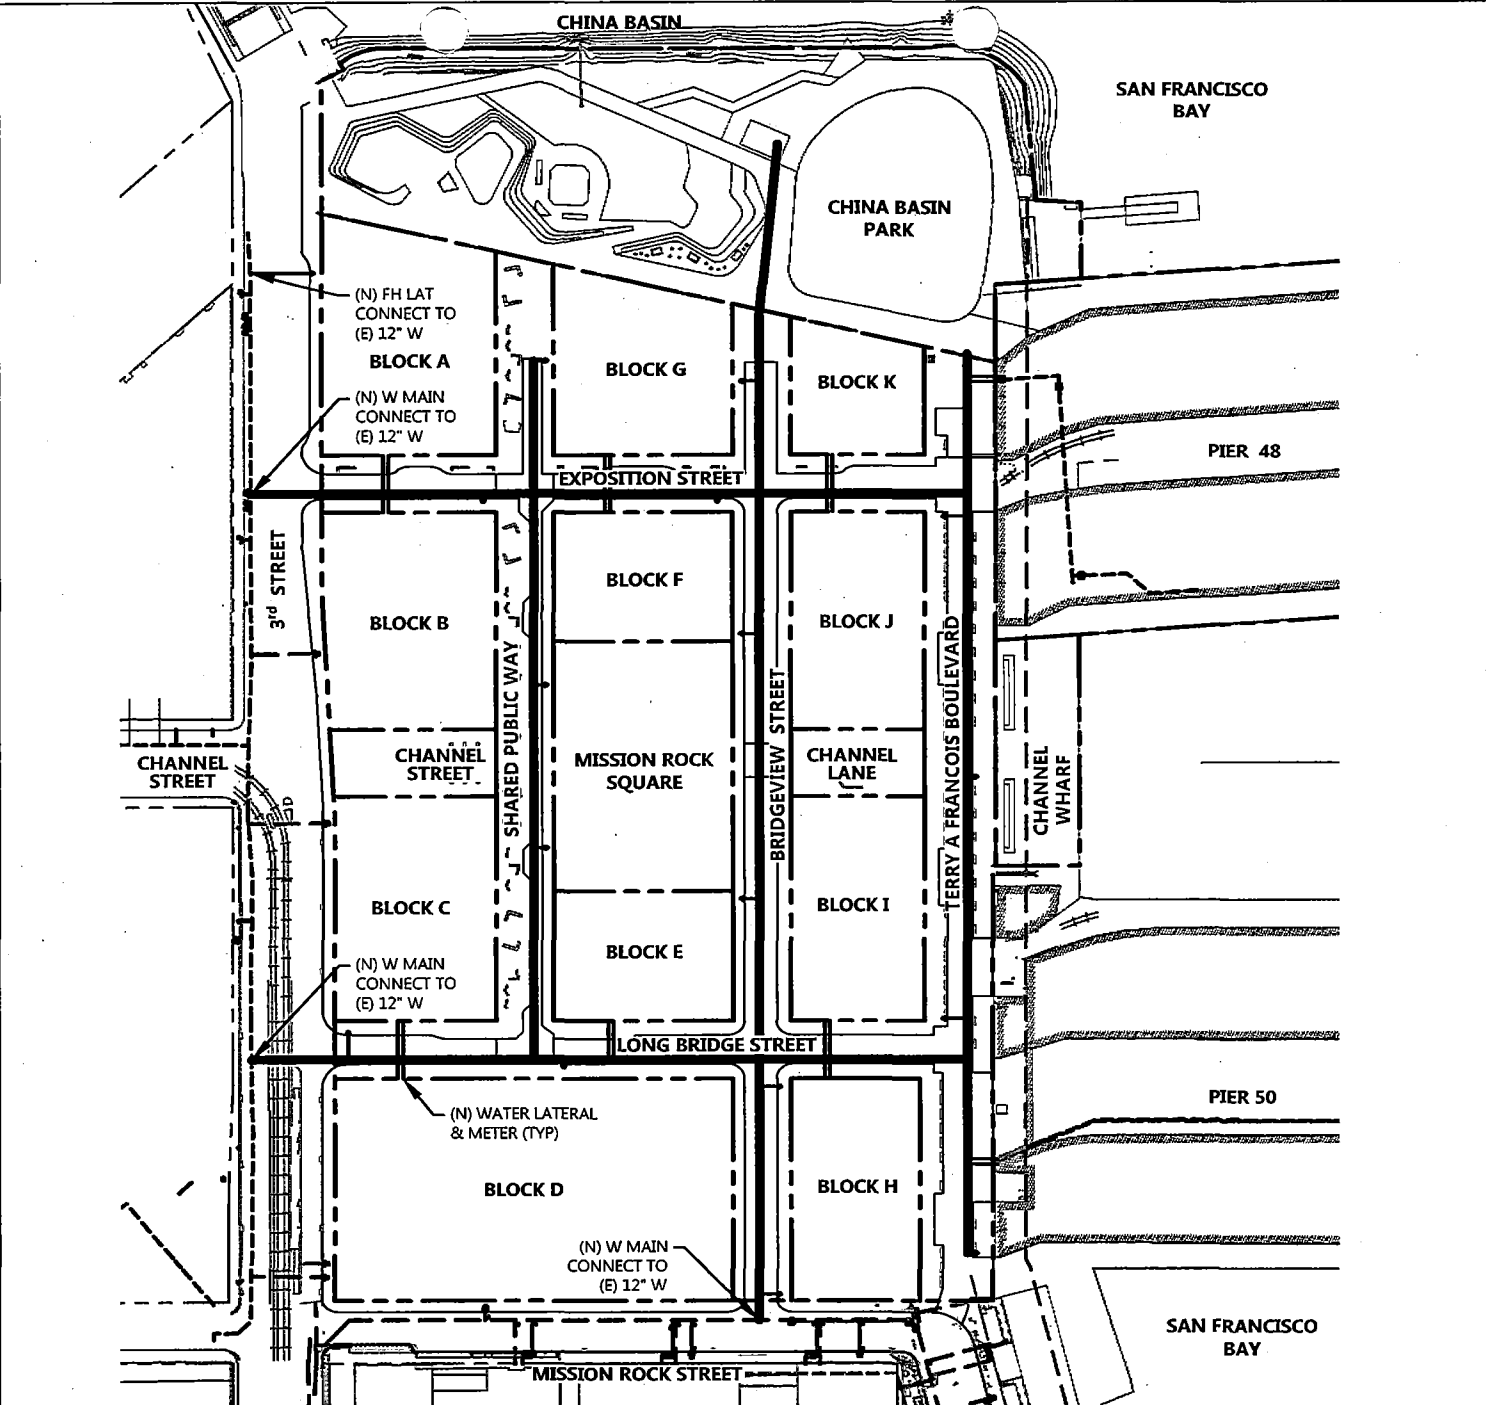 CHINA BASIN
SAN FRANCISCO
BAY
CHINA BASIN
PARK
(N) FH LAT
CONNECT TO
(E) 12" W
BLOCK A
BLOCK G
BLOCK K
(N) W MAIN
CONNECT TO
(E) 12" W
PIER 48
EXPOSITION STREET
3rd STREET
BLOCK B
BLOCK F
BLOCK J
SHARED PUBLIC WAY
BRIDGEVIEW STREET
TERRY A FRANCOIS BOULEVARD
CHANNEL
STREET
CHANNEL
STREET
MISSION ROCK
SQUARE
CHANNEL
LANE
CHANNEL
WHARF
BLOCK C
BLOCK E
BLOCK I
(N) W MAIN
CONNECT TO
(E) 12" W
LONG BRIDGE STREET
(N) WATER LATERAL
& METER (TYP)
PIER 50
BLOCK D
BLOCK H
(N) W MAIN
CONNECT TO
(E) 12" W
SAN FRANCISCO
BAY
MISSION ROCK STREET